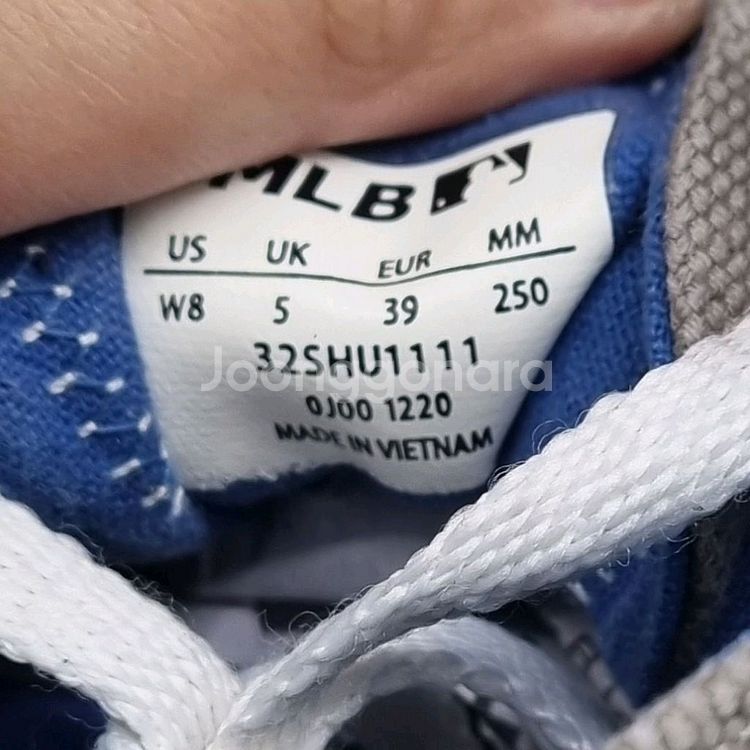 MLB
US UK EUR MM
W8 5 39 250
32SHU1111
Joonggonara
0J00 1220
MADE IN VIETNAM